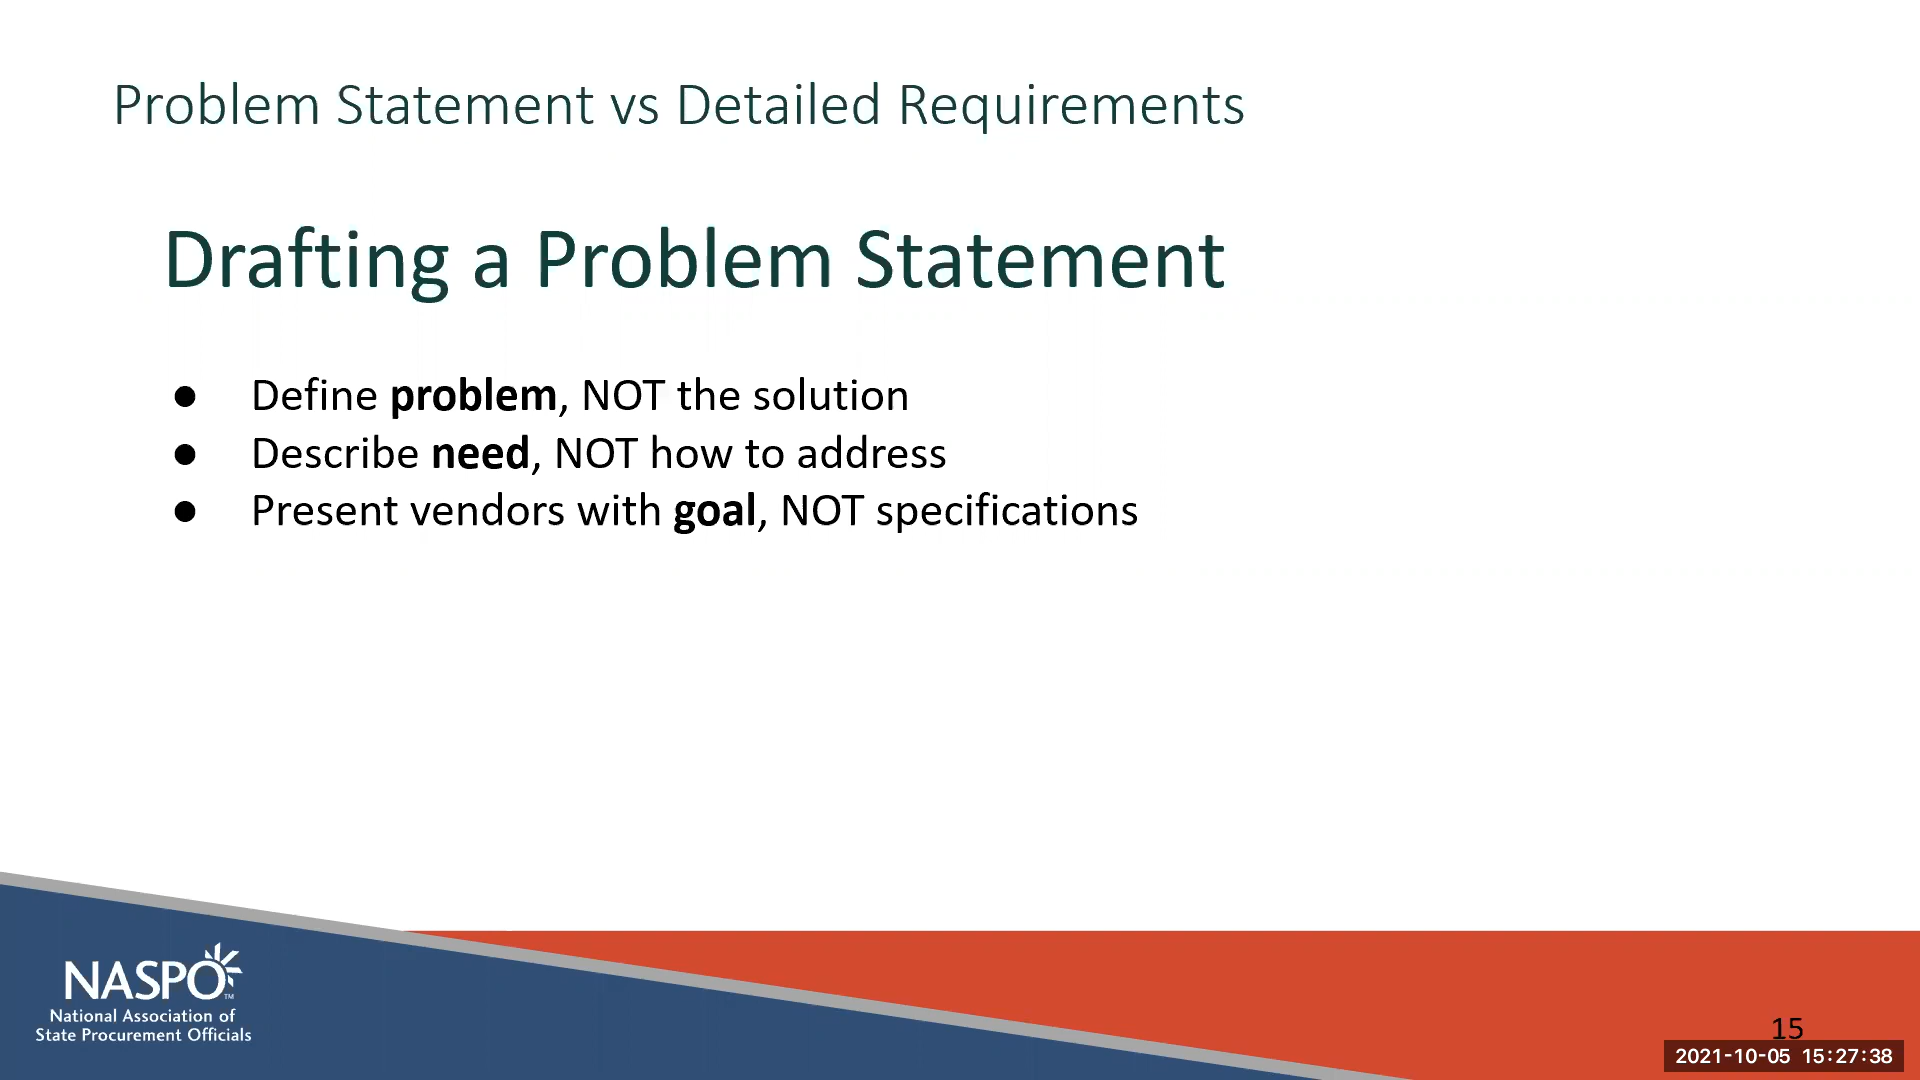 Problem Statement vs Detailed Requirements
Drafting a Problem Statement
● Define problem, NOT the solution
● Describe need, NOT how to address
● Present vendors with goal, NOT specifications
NASPO™
National Association of
State Procurement Officials
15
2021-10-05 15:27:38